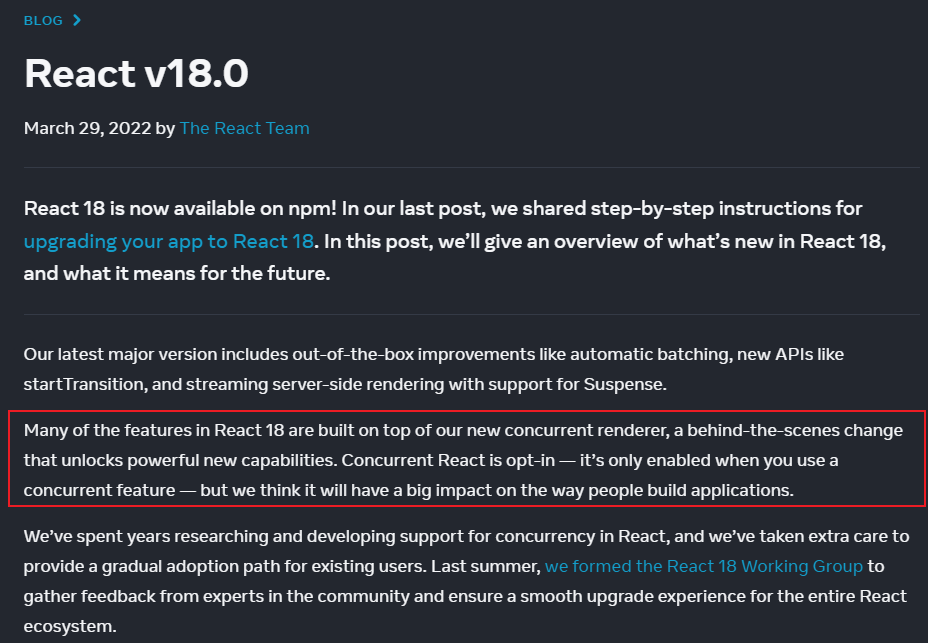 BLOG
React v18.0
March 29, 2022 by The React Team
React 18 is now available on npm! In our last post, we shared step-by-step instructions for
upgrading your app to React 18. In this post, we’ll give an overview of what’s new in React 18,
and what it means for the future.
Our latest major version includes out-of-the-box improvements like automatic batching, new APIs like
startTransition, and streaming server-side rendering with support for Suspense.
Many of the features in React 18 are built on top of our new concurrent renderer, a behind-the-scenes change
that unlocks powerful new capabilities. Concurrent React is opt-in — it’s only enabled when you use a
concurrent feature — but we think it will have a big impact on the way people build applications.
We’ve spent years researching and developing support for concurrency in React, and we’ve taken extra care to
provide a gradual adoption path for existing users. Last summer, we formed the React 18 Working Group to
gather feedback from experts in the community and ensure a smooth upgrade experience for the entire React
ecosystem.